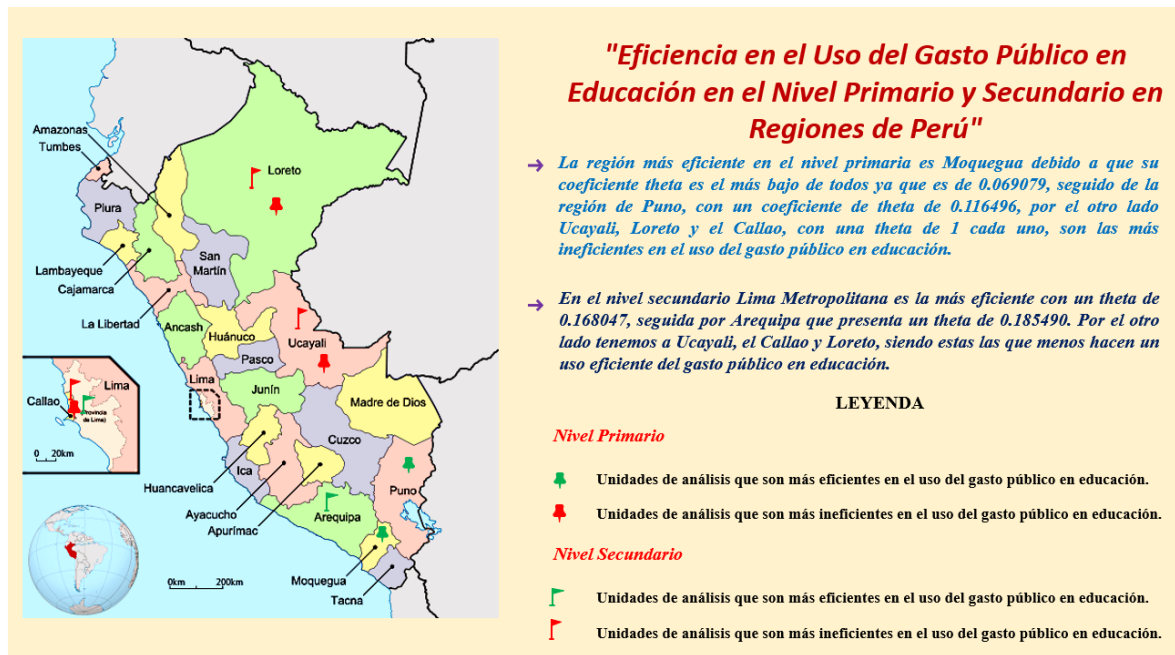 "Eficiencia en el Uso del Gasto Público en
Educación en el Nivel Primario y Secundario en
Regiones de Perú"
La región más eficiente en el nivel primaria es Moquegua debido a que su
coeficiente theta es el más bajo de todos ya que es de 0.069079, seguido de la
región de Puno, con un coeficiente de theta de 0.116496, por el otro lado
Ucayali, Loreto y el Callao, con una theta de 1 cada uno, son las más
ineficientes en el uso del gasto público en educación.
En el nivel secundario Lima Metropolitana es la más eficiente con un theta de
0.168047, seguida por Arequipa que presenta un theta de 0.185490. Por el otro
lado tenemos a Ucayali, el Callao y Loreto, siendo estas las que menos hacen un
uso eficiente del gasto público en educación.
LEYENDA
Nivel Primario
Unidades de análisis que son más eficientes en el uso del gasto público en educación.
Unidades de análisis que son más ineficientes en el uso del gasto público en educación.
Nivel Secundario
Unidades de análisis que son más eficientes en el uso del gasto público en educación.
Unidades de análisis que son más ineficientes en el uso del gasto público en educación.
Amazonas
Tumbes
Loreto
Piura
San
Martín
Lambayeque
Cajamarca
La Libertad
Ancash
Huánuco
Ucayali
Pasco
Lima
Junín
Madre de Dios
Cuzco
Lima
Callao
(Provincia
de Lima)
0 20km
Ica
Huancavelica
Puno
Ayacucho
Apurímac
Arequipa
Moquegua
Tacna
0km 200km